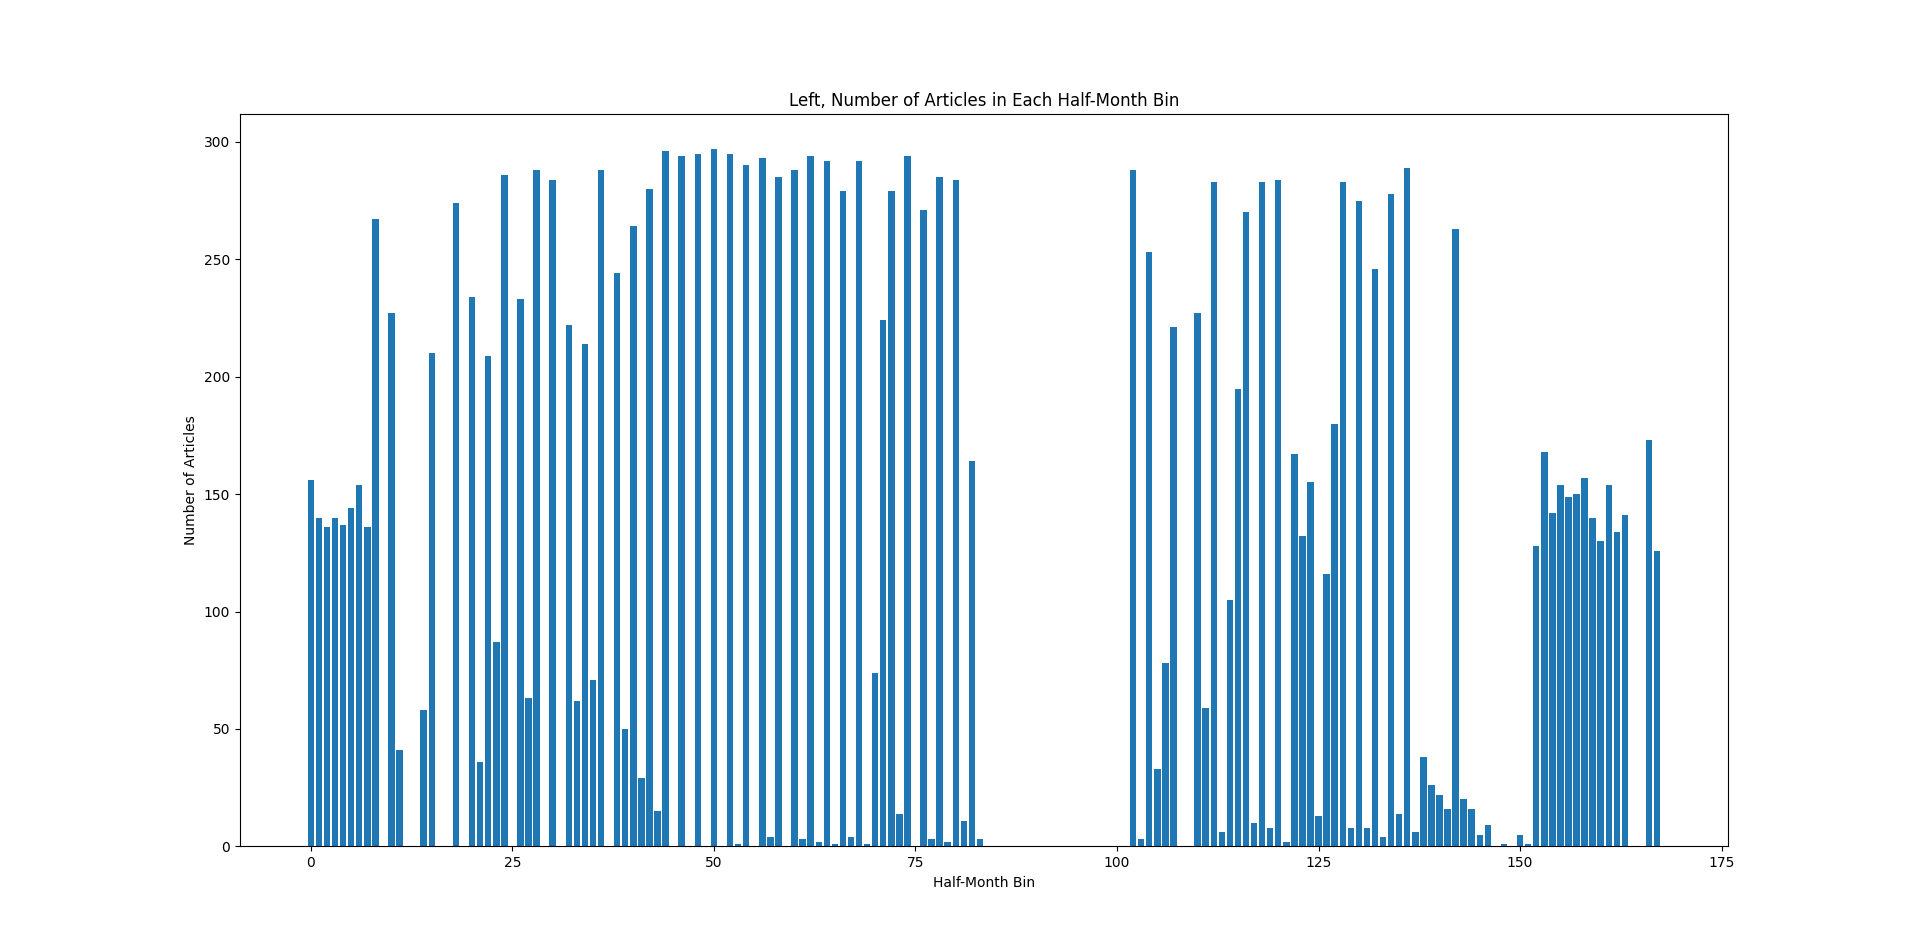 Left, Number of Articles in Each Half-Month Bin
Number of Articles
300
250
200
150
100
50
0
0 25 50 75 100 125 150 175
Half-Month Bin